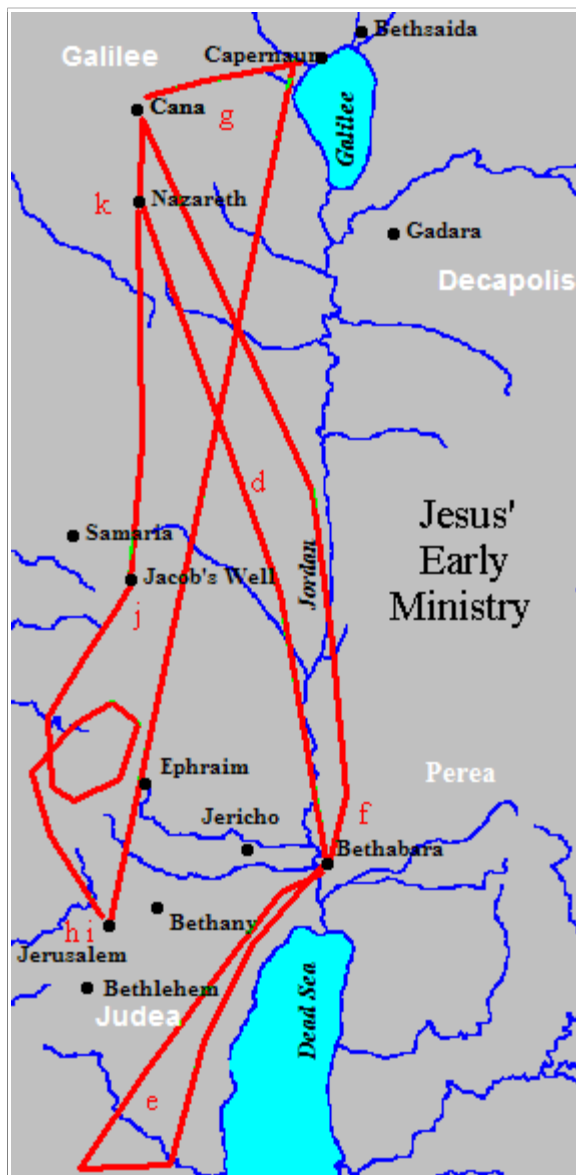 Bethsaida
Galilee
Capernaum
Cana
g
Galilee
k
Nazareth
Gadara
Decapolis
d
Jesus'
Early
Ministry
Samaria
Jordan
Jacob's Well
j
Ephraim
Perea
Jericho
f
Bethabara
Bethany
h i
Jerusalem
Bethlehem
Judea
Dead Sea
e